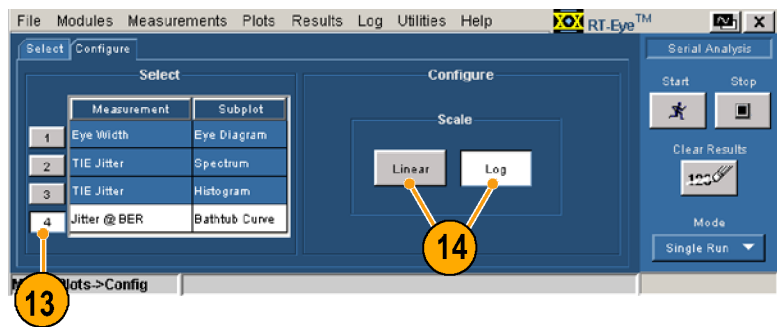 File Modules Measurements Plots Results Log Utilities Help RT-Eye™ X
Select Configure Serial Analysis
Select Configure
Start Stop
Measurement Subplot
Scale
1 Eye Width Eye Diagram
2 TIE Jitter Spectrum
Linear Log
Clear Results
3 TIE Jitter Histogram
123
4 Jitter @ BER Bathtub Curve
Mode
Single Run
14
Plots->Config
13